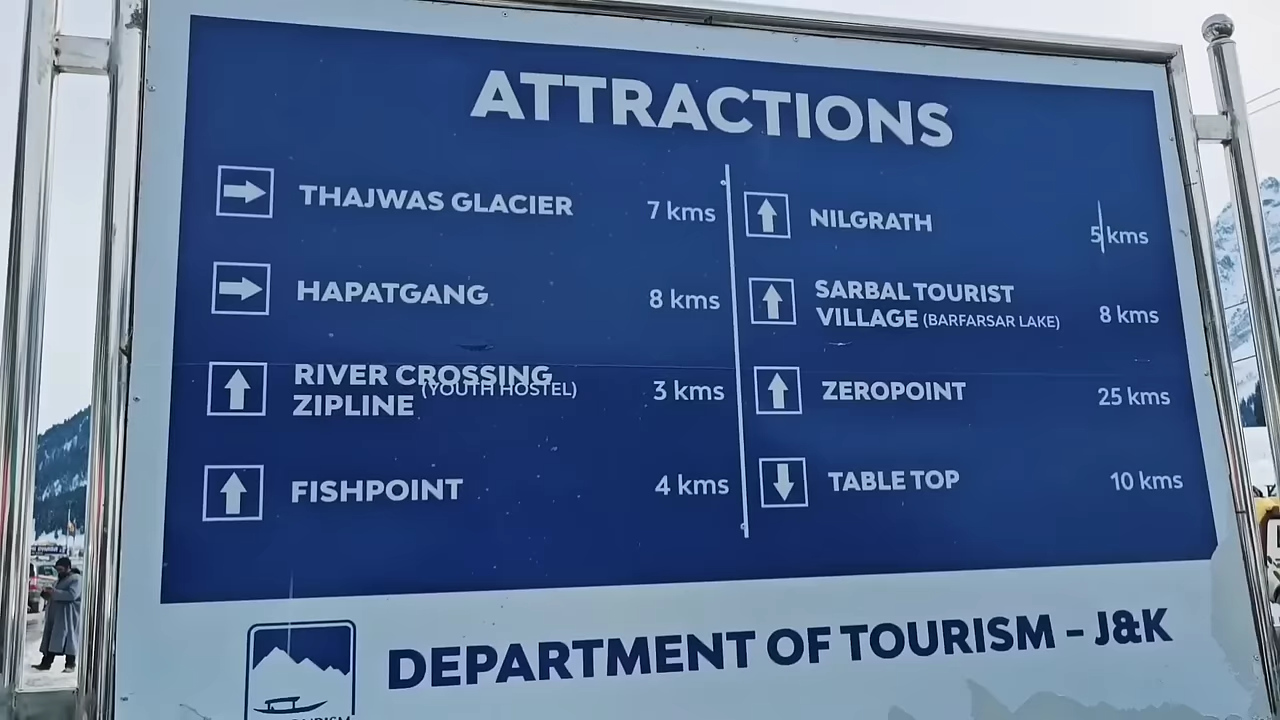 ATTRACTIONS
THAJWAS GLACIER 7 kms
HAPATGANG 8 kms
RIVER CROSSING
ZIPLINE (YOUTH HOSTEL) 3 kms
FISHPOINT 4 kms
NILGRATH 5 kms
SARBAL TOURIST
VILLAGE (BARFARSAR LAKE) 8 kms
ZEROPOINT 25 kms
TABLE TOP 10 kms
DEPARTMENT OF TOURISM - J&K